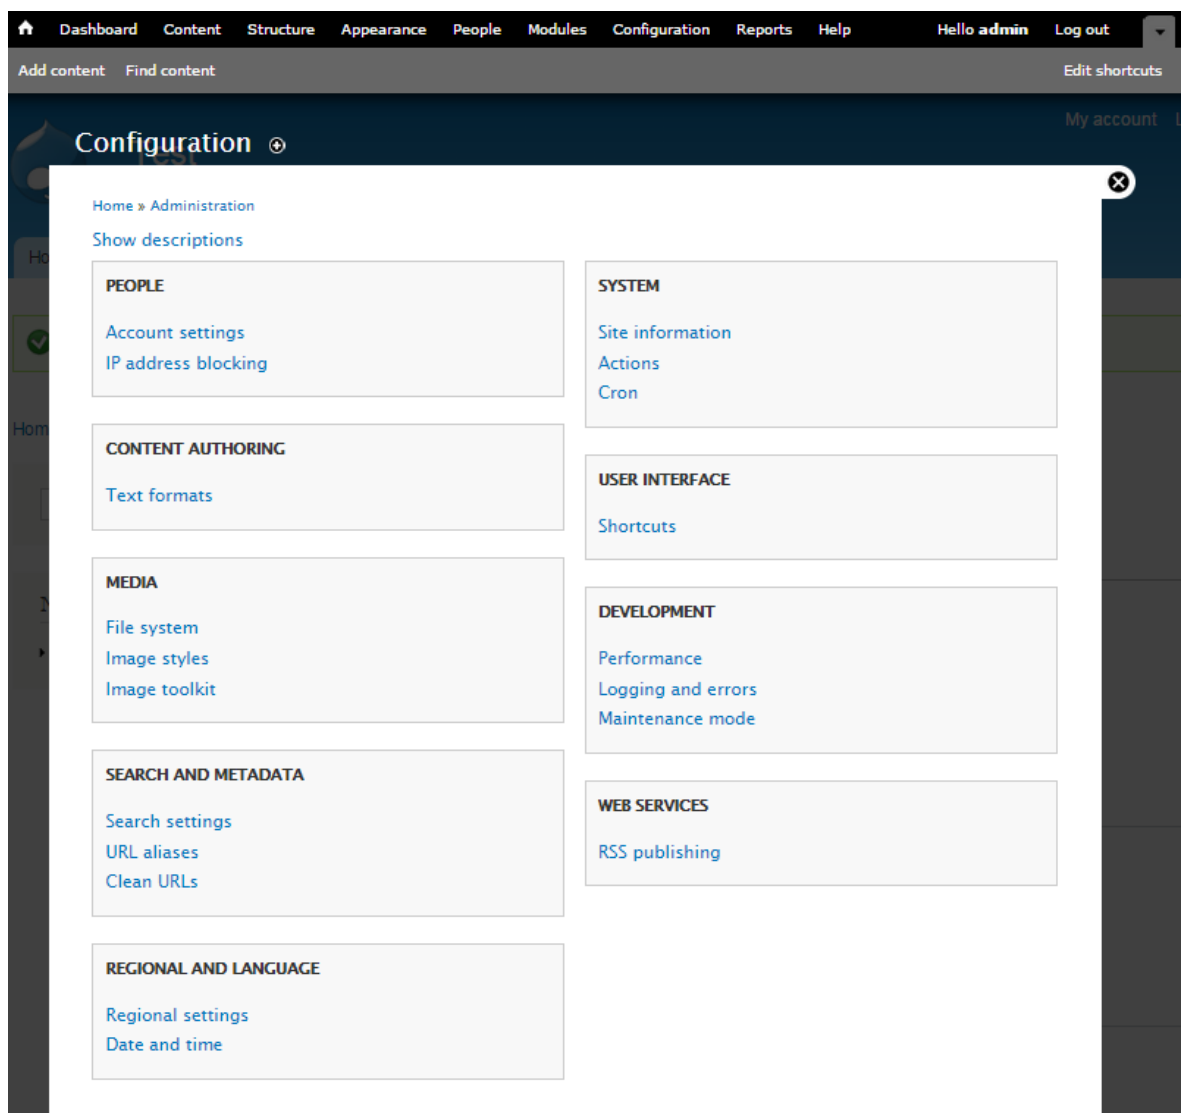 Dashboard Content Structure Appearance People Modules Configuration Reports Help Hello admin Log out
Add content Find content Edit shortcuts
My account
Configuration
Test
Home » Administration
Show descriptions
PEOPLE
Account settings
IP address blocking
CONTENT AUTHORING
Text formats
MEDIA
File system
Image styles
Image toolkit
SEARCH AND METADATA
Search settings
URL aliases
Clean URLs
REGIONAL AND LANGUAGE
Regional settings
Date and time
SYSTEM
Site information
Actions
Cron
USER INTERFACE
Shortcuts
DEVELOPMENT
Performance
Logging and errors
Maintenance mode
WEB SERVICES
RSS publishing